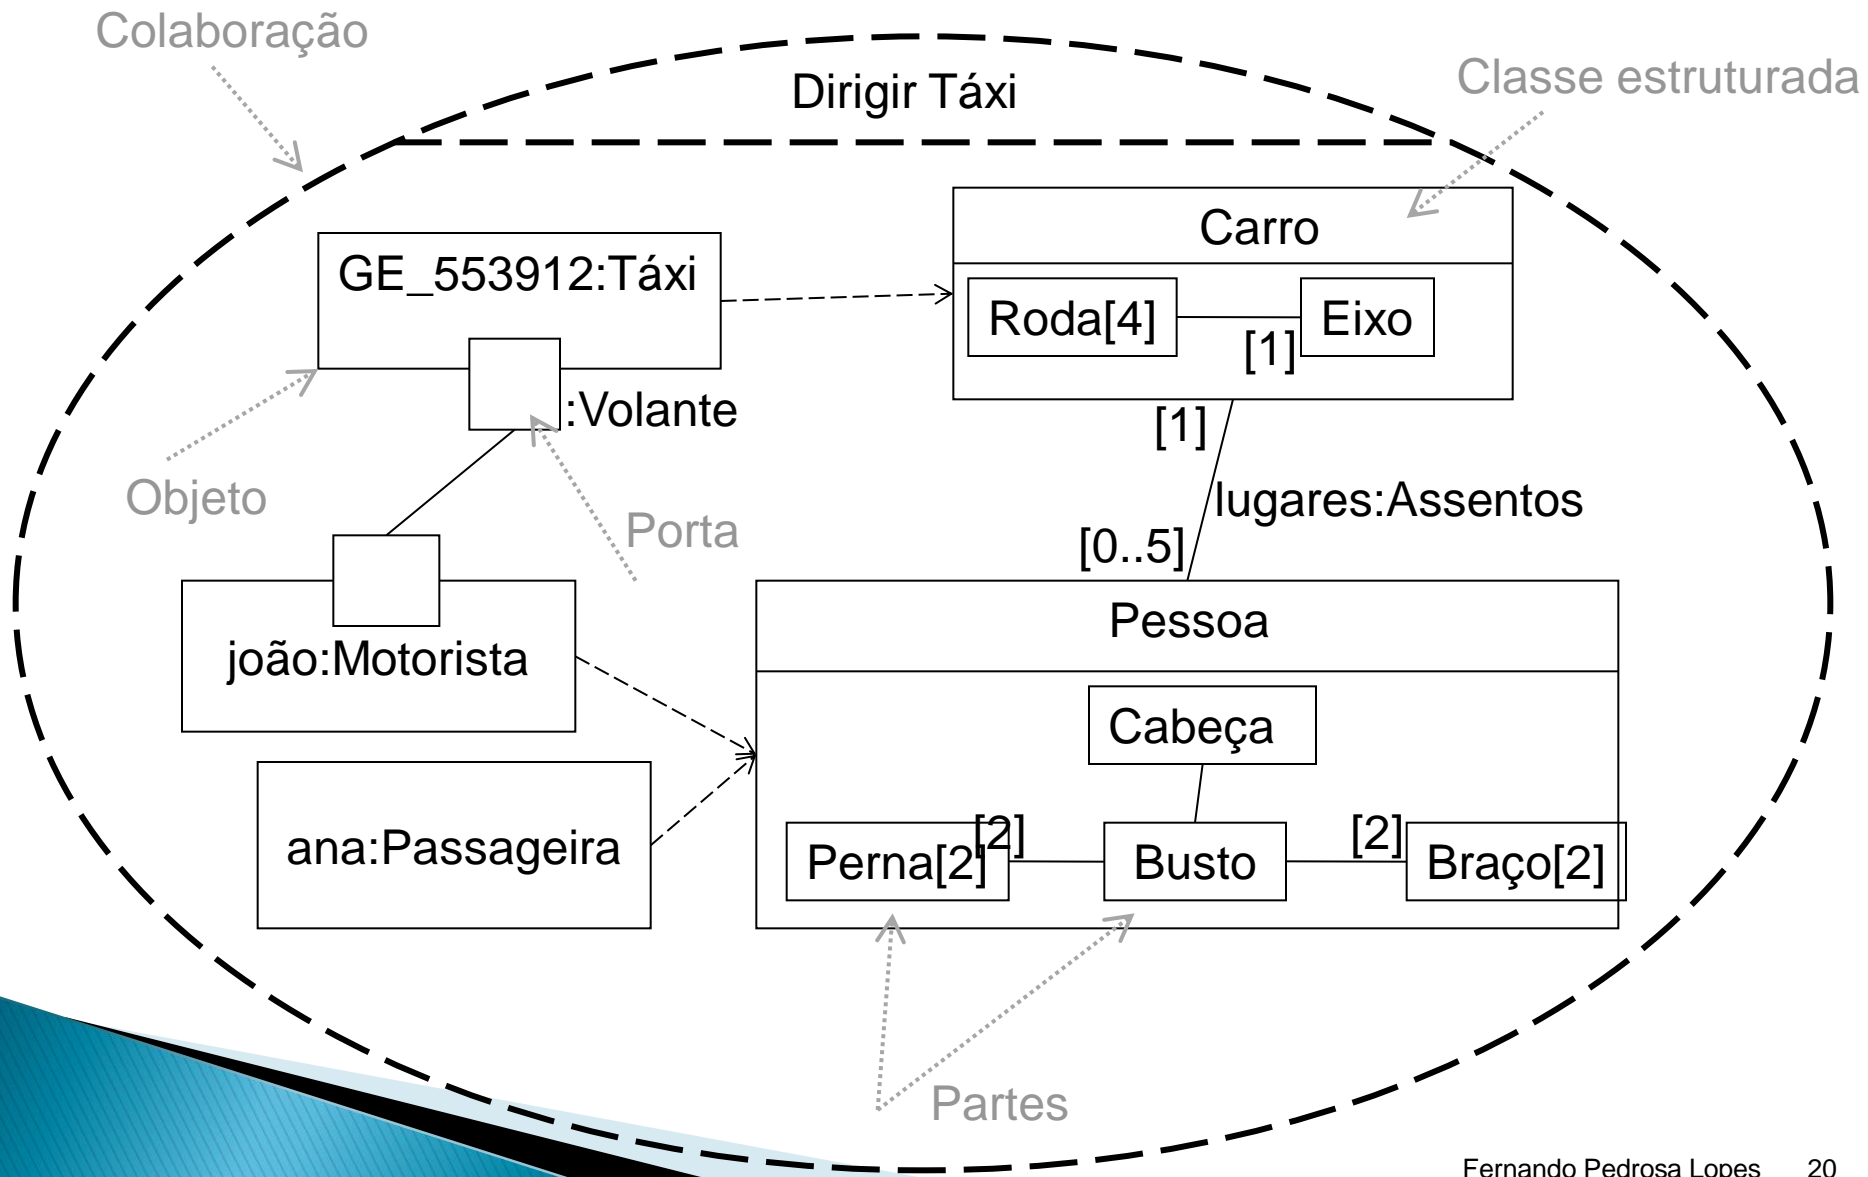 Colaboração
Dirigir Táxi
Classe estruturada
Carro
GE_553912:Táxi
Roda[4]
[1]
Eixo
:Volante
[1]
Objeto
lugares:Assentos
Porta
[0..5]
Pessoa
joão:Motorista
Cabeça
ana:Passageira
Perna[2]
[2]
Busto
[2]
Braço[2]
Partes
Fernando Pedrosa Lopes 20